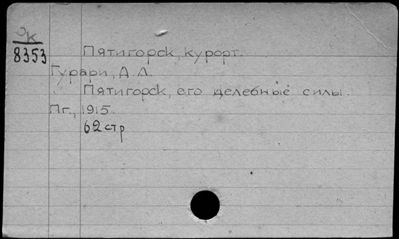 ЭК
8353
Пятигорск, курорт.
Гурари, Д. Л.
Пятигорск, его целебные силы.
Пг., 1915.
62 стр